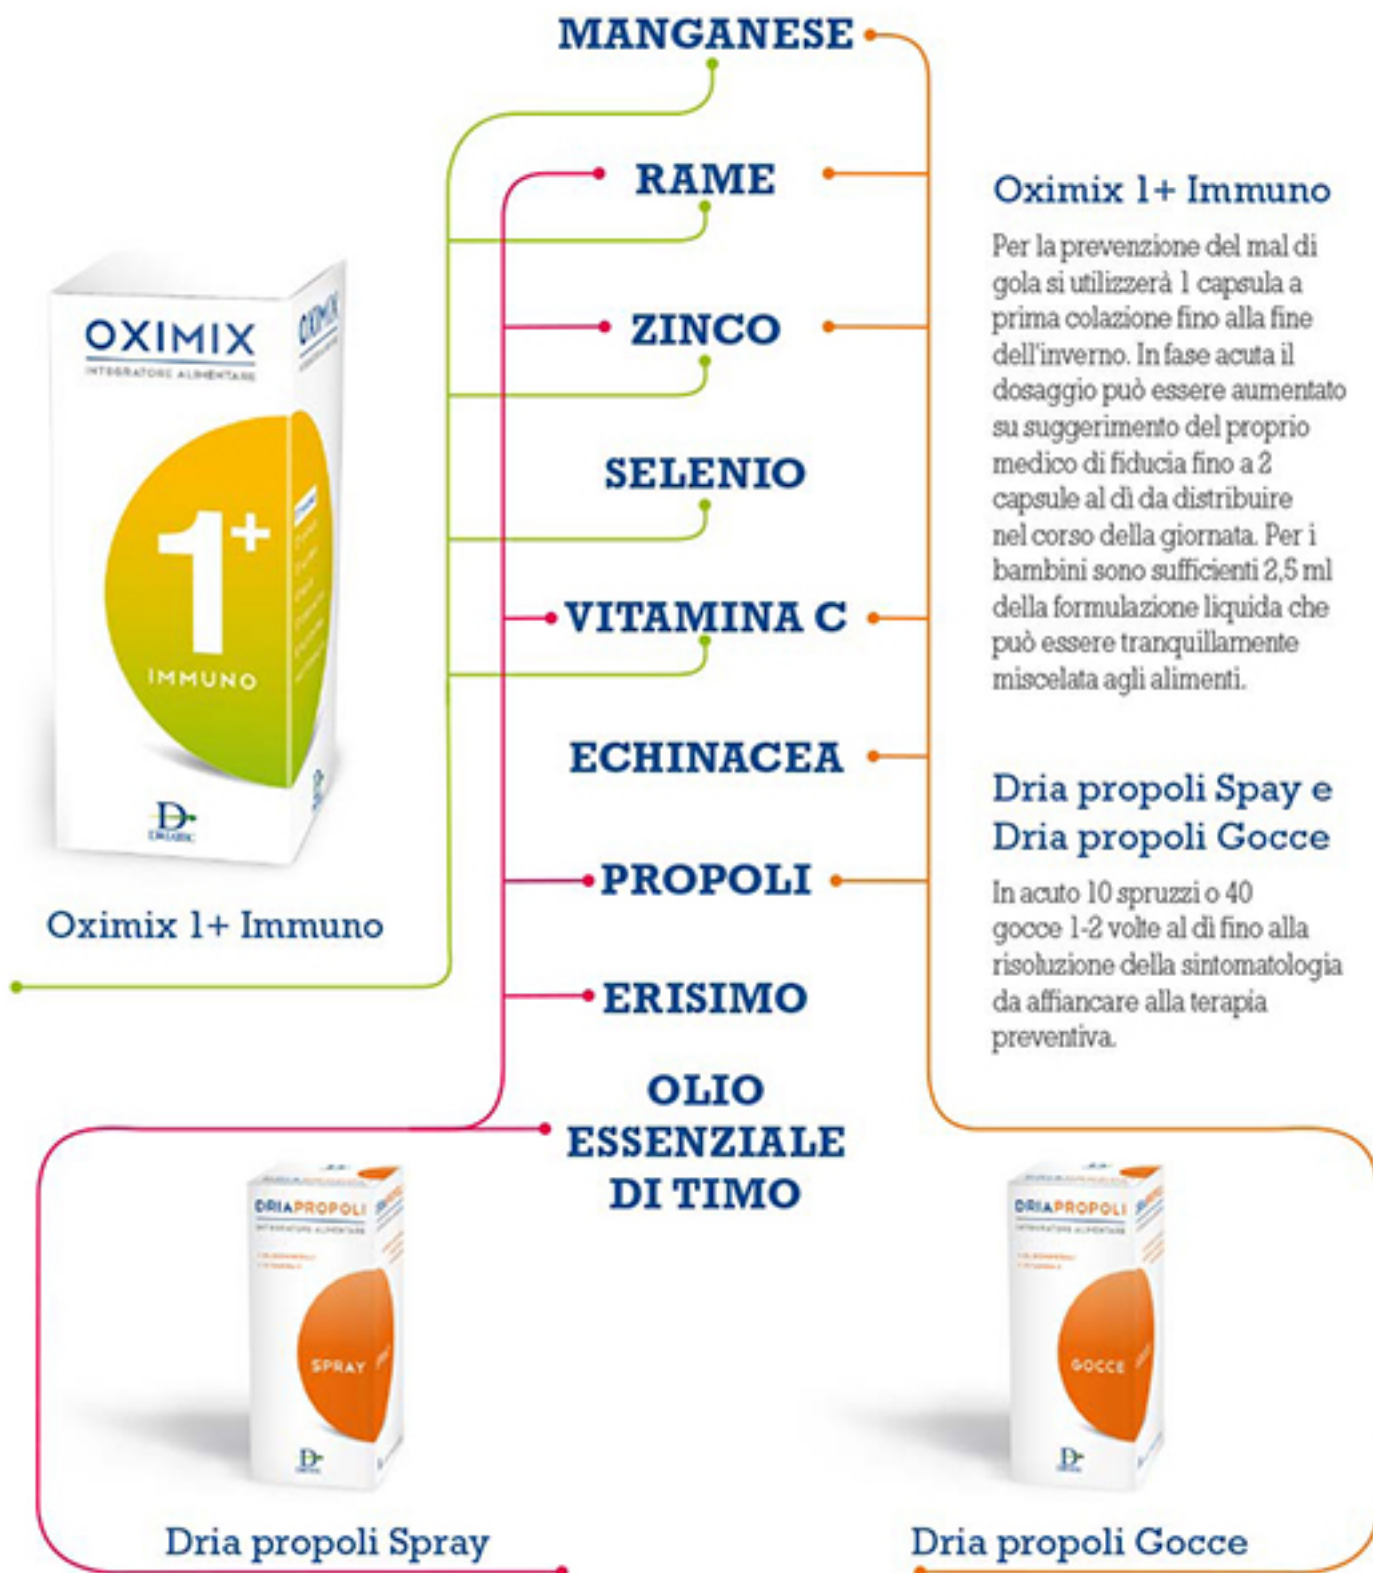 MANGANESE
RAME
ZINCO
SELENIO
VITAMINA C
ECHINACEA
PROPOLI
ERISIMO
OLIO
ESSENZIALE
DI TIMO
OXIMIX
INTEGRATORE ALIMENTARE
1+
IMMUNO
OXIMIX
D
DRIATEC
Oximix 1+ Immuno
Oximix 1+ Immuno
Per la prevenzione del mal di
gola si utilizzerà 1 capsula a
prima colazione fino alla fine
dell'inverno. In fase acuta il
dosaggio può essere aumentato
su suggerimento del proprio
medico di fiducia fino a 2
capsule al dì da distribuire
nel corso della giornata. Per i
bambini sono sufficienti 2,5 ml
della formulazione liquida che
può essere tranquillamente
miscelata agli alimenti.
Dria propoli Spay e
Dria propoli Gocce
In acuto 10 spruzzi o 40
gocce 1-2 volte al dì fino alla
risoluzione della sintomatologia
da affiancare alla terapia
preventiva.
DRIAPROPOLI
INTEGRATORE ALIMENTARE
SPRAY
D
Dria propoli Spray
DRIAPROPOLI
INTEGRATORE ALIMENTARE
GOCCE
D
Dria propoli Gocce